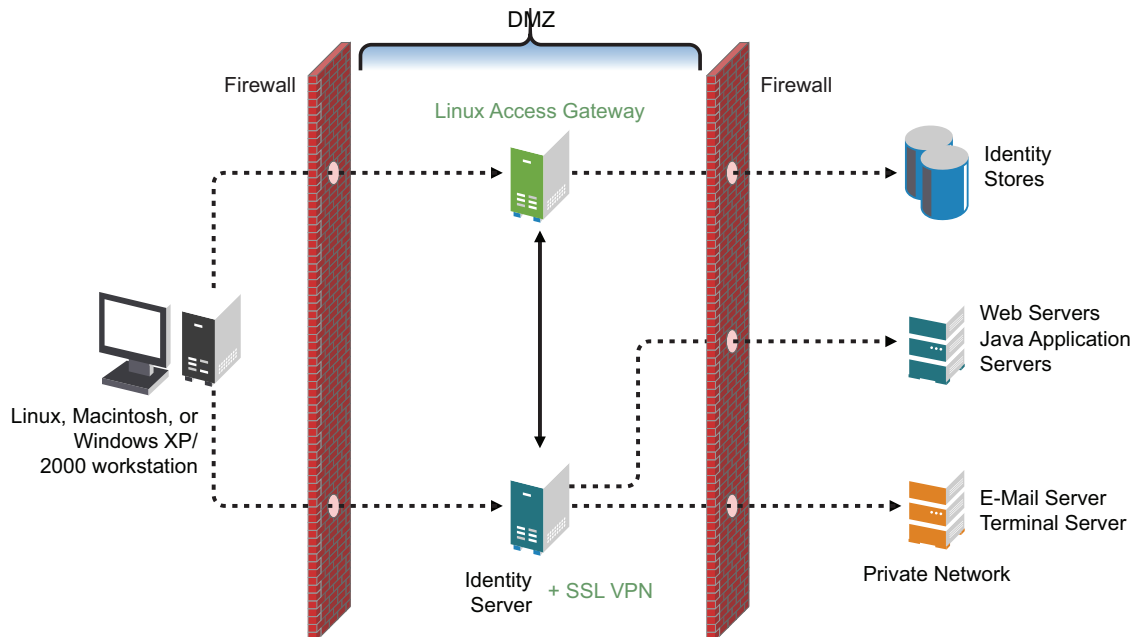 DMZ
Firewall
Firewall
Linux Access Gateway
Identity
Stores
Web Servers
Java Application
Servers
Linux, Macintosh, or
Windows XP/
2000 workstation
E-Mail Server
Terminal Server
Private Network
Identity
Server
+ SSL VPN